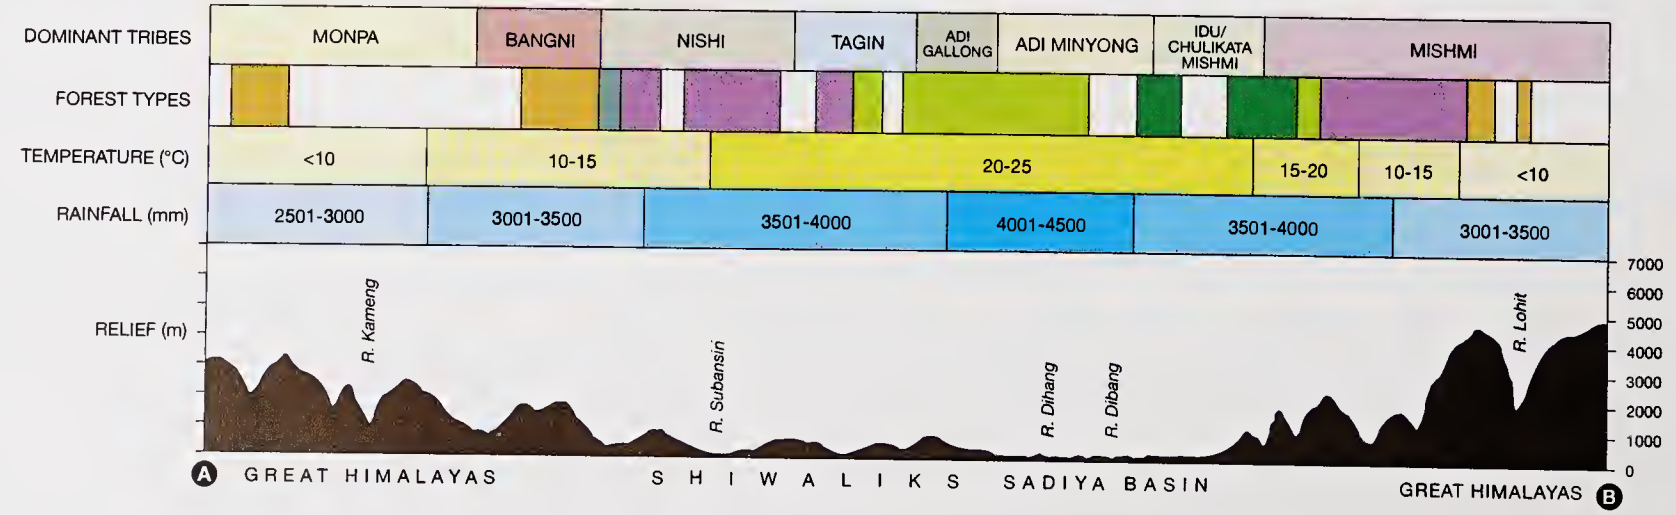 DOMINANT TRIBES MONPA BANGNI NISHI TAGIN ADI GALLONG ADI MINYONG IDU/ CHULIKATA MISHMI MISHMI
FOREST TYPES
TEMPERATURE (°C) <10 10-15 20-25 15-20 10-15 <10
RAINFALL (mm) 2501-3000 3001-3500 3501-4000 4001-4500 3501-4000 3001-3500
7000
6000
RELIEF (m) R. Kameng R. Subansiri R. Dihang R. Dibang R. Lohit 5000
4000
3000
2000
1000
0
A GREAT HIMALAYAS SHIWALIKS SADIYA BASIN GREAT HIMALAYAS B